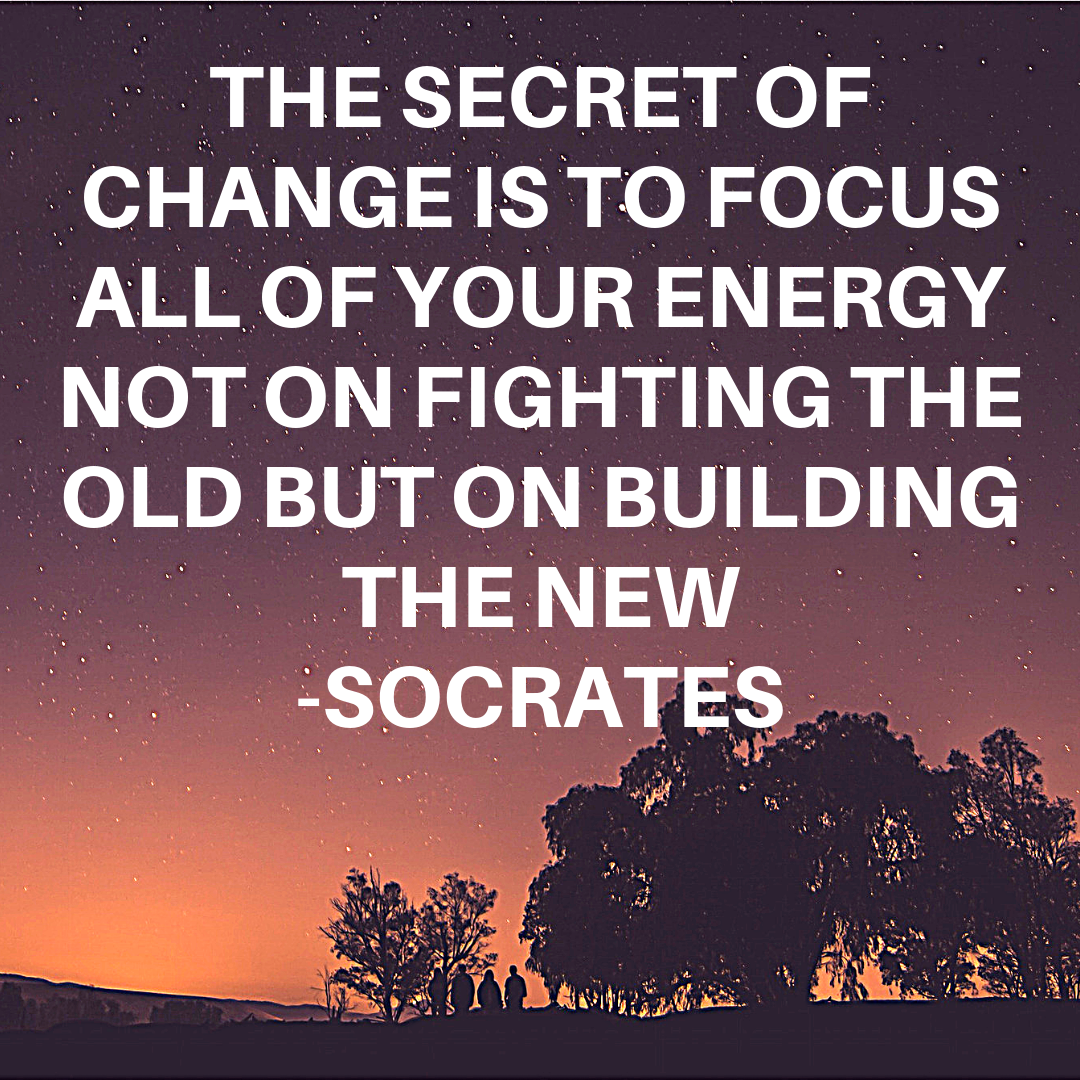 THE SECRET OF
CHANGE IS TO FOCUS
ALL OF YOUR ENERGY
NOT ON FIGHTING THE
OLD BUT ON BUILDING
THE NEW
-SOCRATES